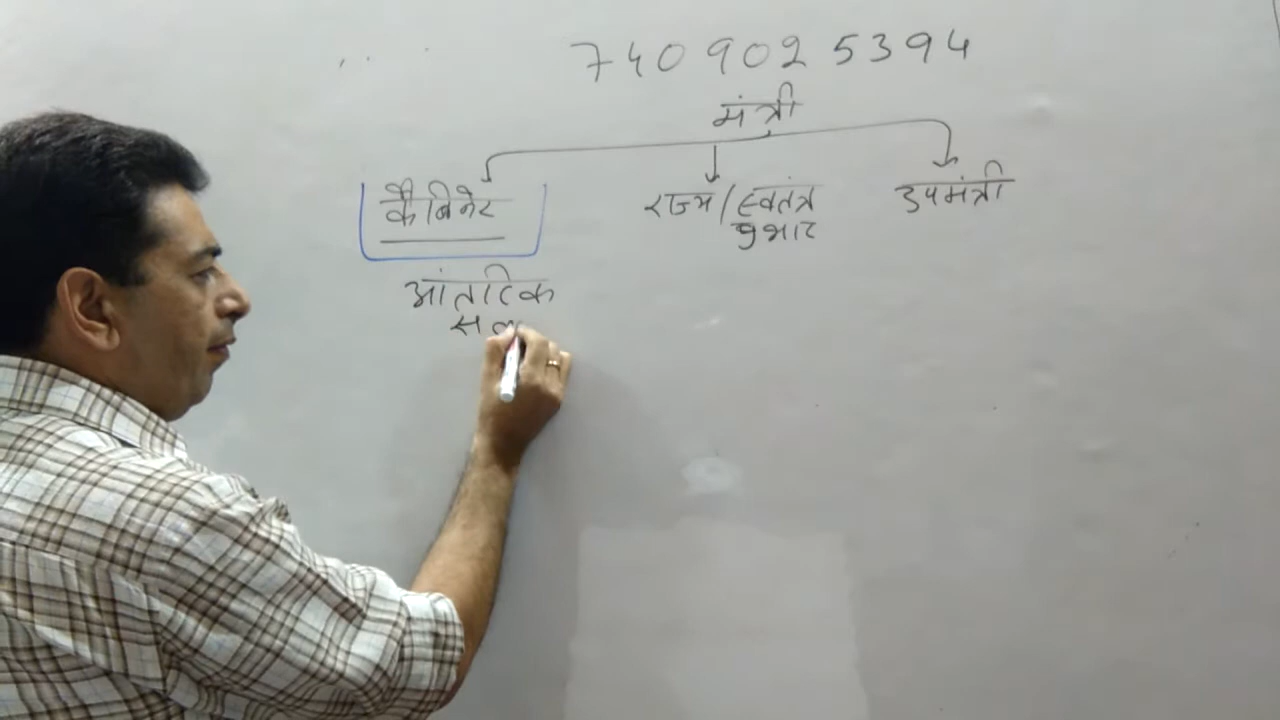 7409025394
मंत्री
कैबिनेट
राज्य/स्वतंत्र
प्रभार
उपमंत्री
आंतरिक